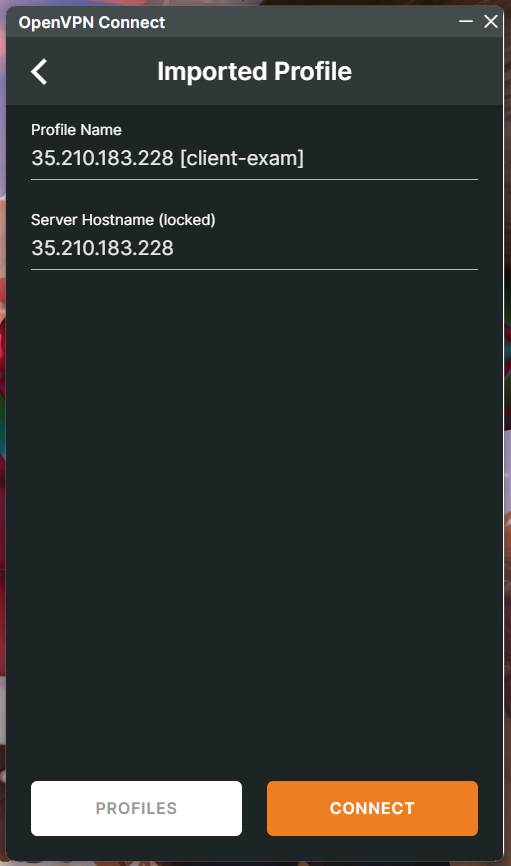 OpenVPN Connect
Imported Profile
Profile Name
35.210.183.228 [client-exam]
Server Hostname (locked)
35.210.183.228
PROFILES
CONNECT